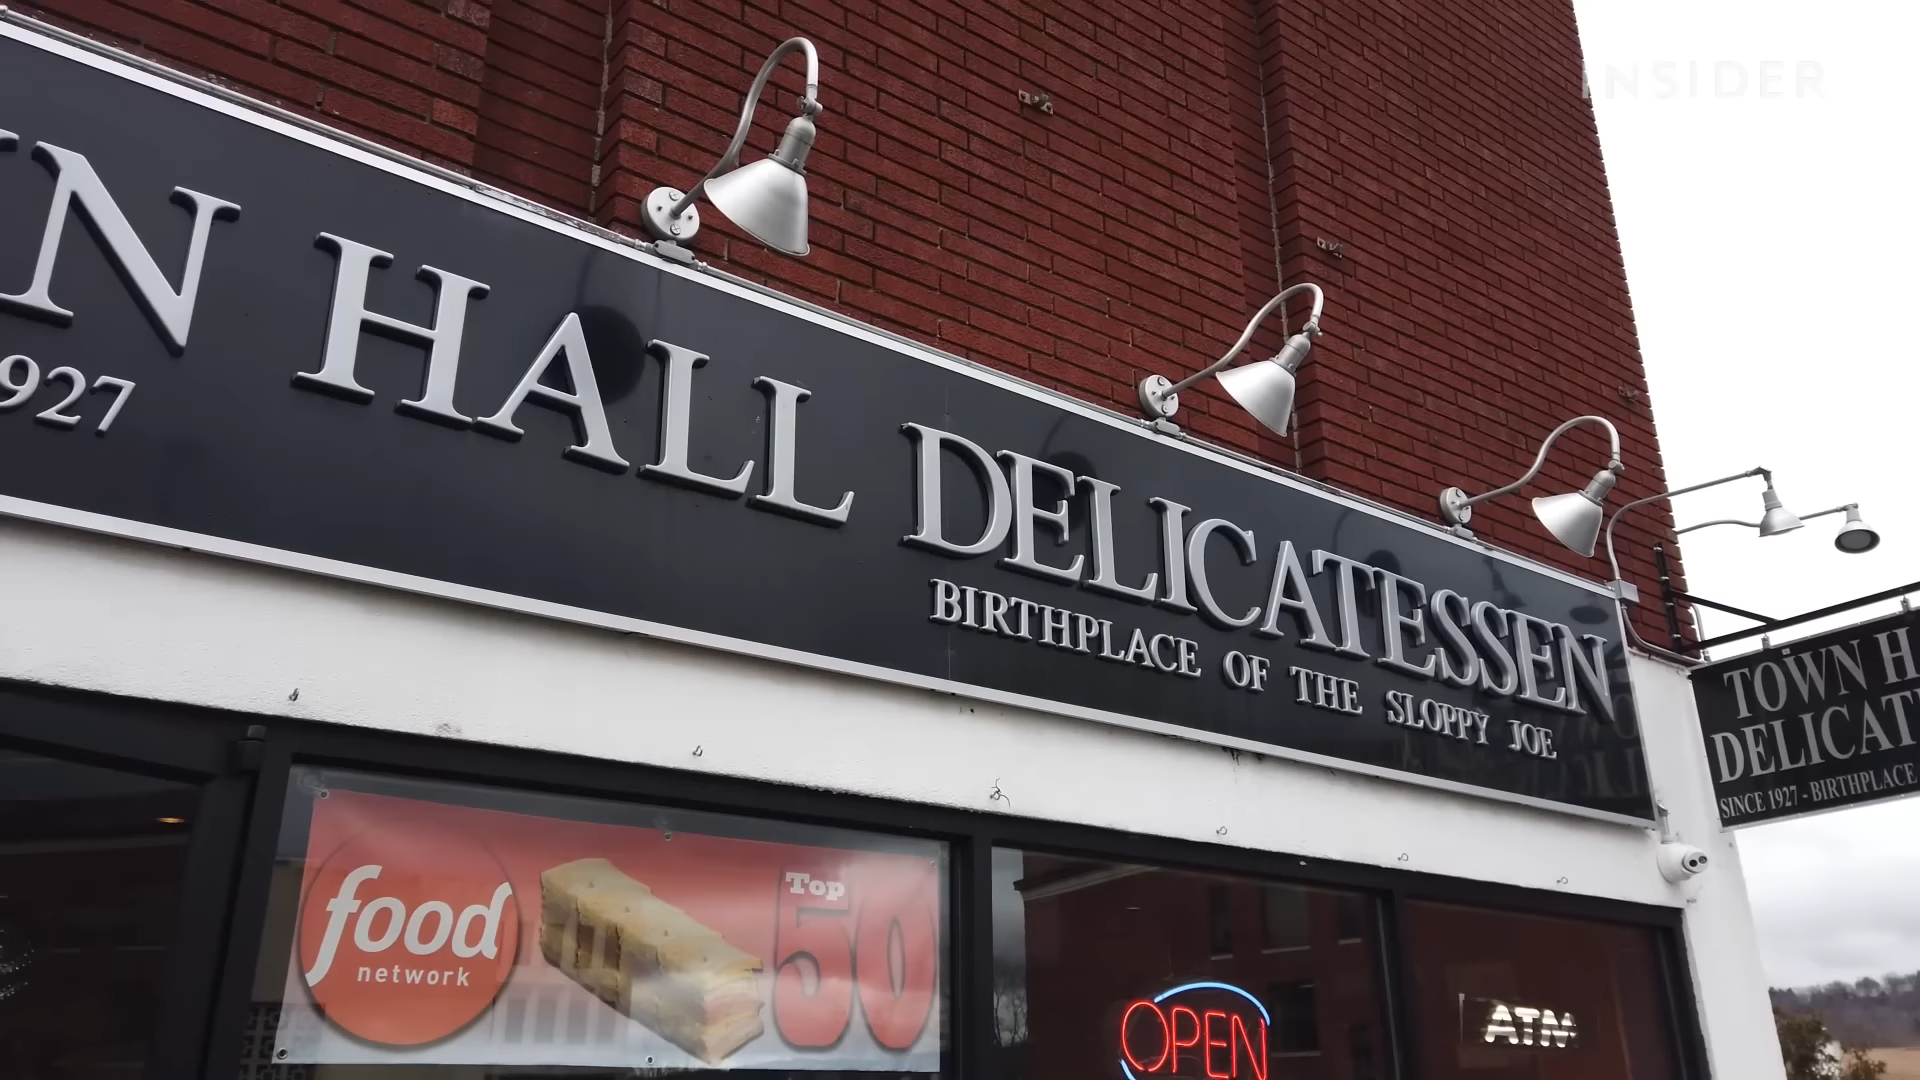 INSIDER
N HALL DELICATESSEN
927
BIRTHPLACE OF THE SLOPPY JOE
TOWN H
DELICAT
SINCE 1927 - BIRTHPLACE
food
network
Top
50
OPEN
ATM